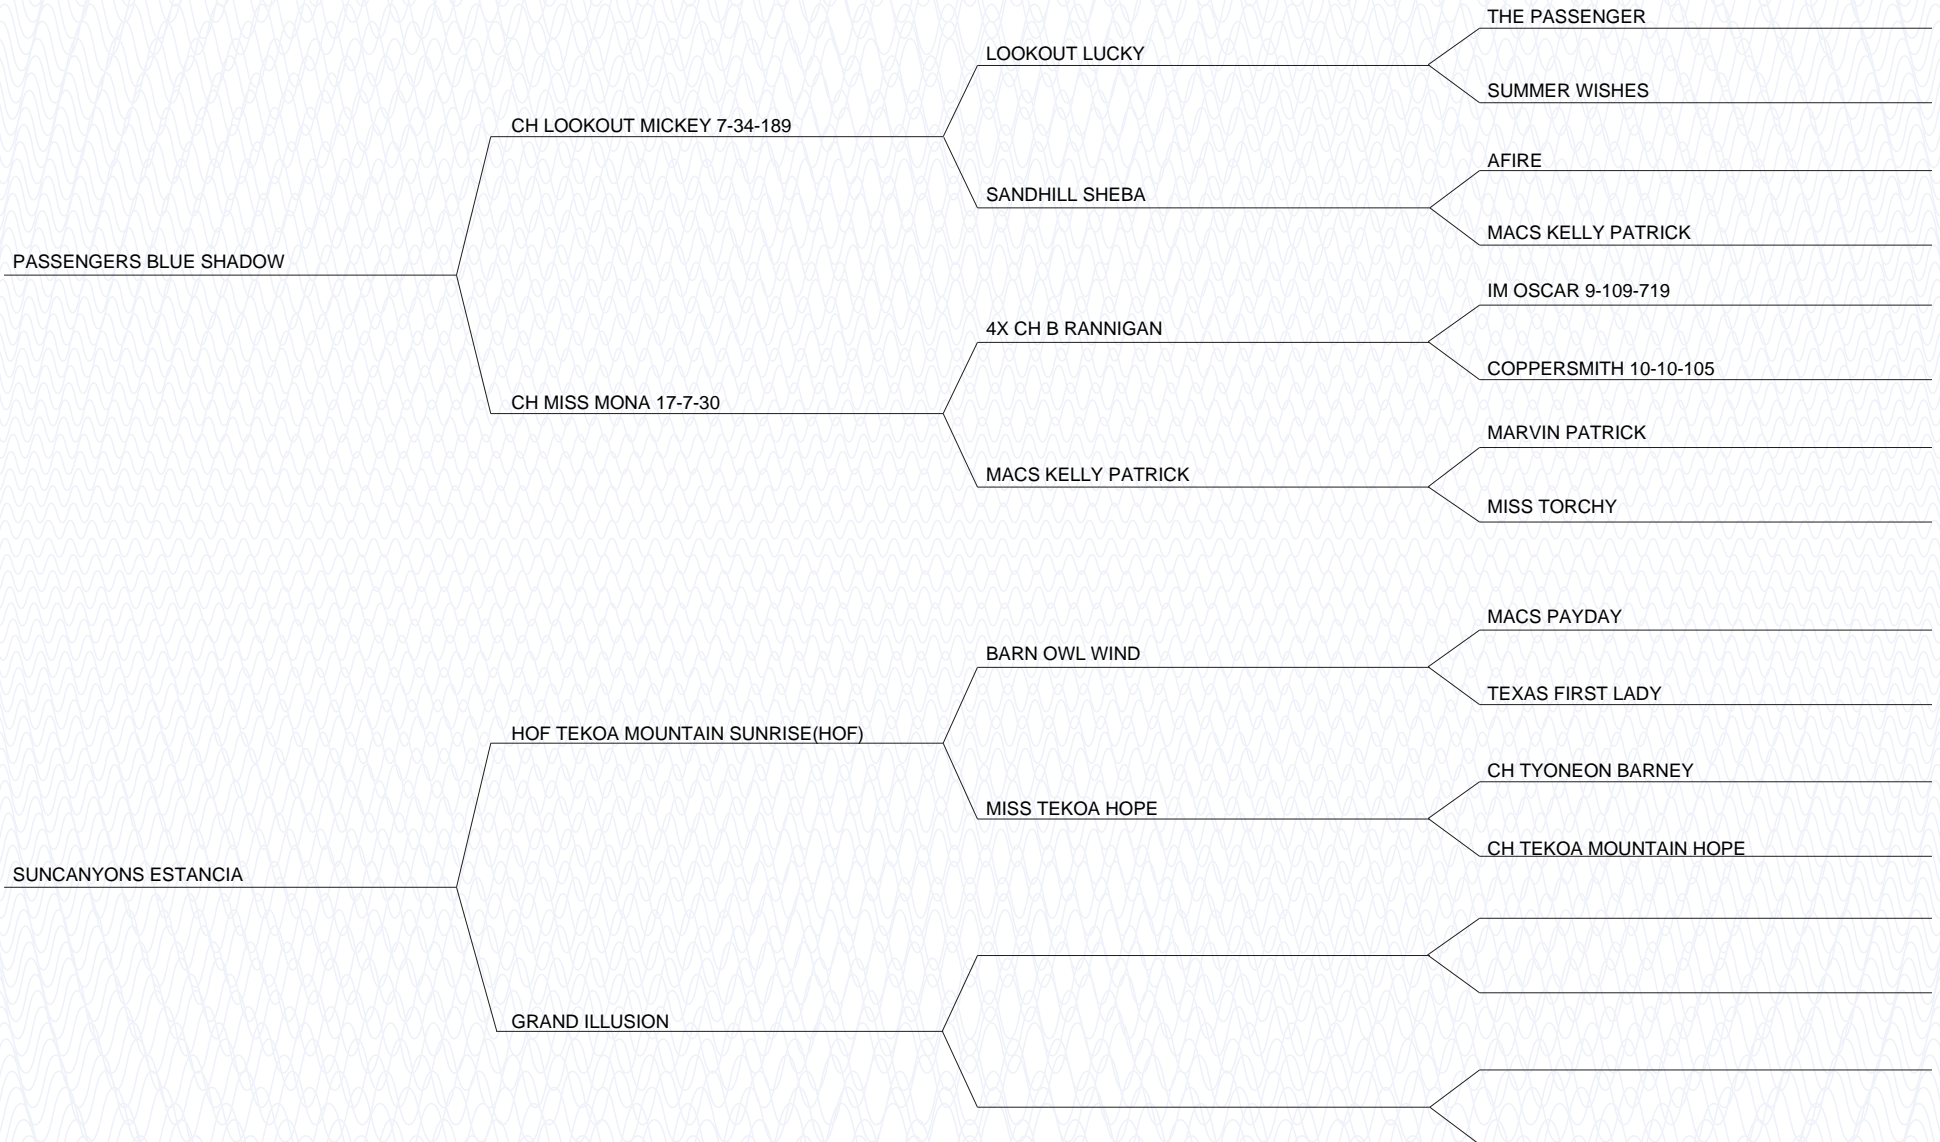 THE PASSENGER
LOOKOUT LUCKY
SUMMER WISHES
CH LOOKOUT MICKEY 7-34-189
AFIRE
SANDHILL SHEBA
MACS KELLY PATRICK
PASSENGERS BLUE SHADOW
IM OSCAR 9-109-719
4X CH B RANNIGAN
COPPERSMITH 10-10-105
CH MISS MONA 17-7-30
MARVIN PATRICK
MACS KELLY PATRICK
MISS TORCHY
MACS PAYDAY
BARN OWL WIND
TEXAS FIRST LADY
HOF TEKOA MOUNTAIN SUNRISE(HOF)
CH TYONEON BARNEY
MISS TEKOA HOPE
CH TEKOA MOUNTAIN HOPE
SUNCANYONS ESTANCIA
GRAND ILLUSION